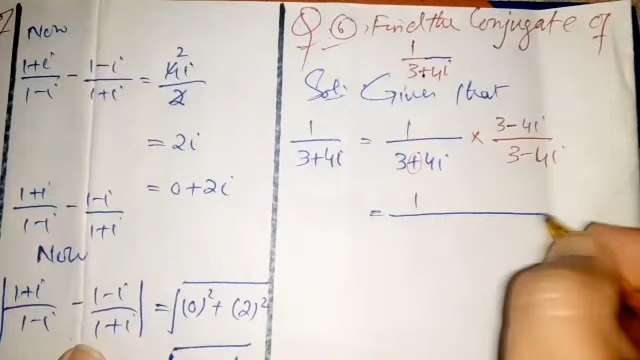 Now
1+i/1-i - 1-i/1+i = 4i/2 2
= 2i
= 0+2i
1+i/1-i - 1-i/1+i
Now
|1+i/1-i - 1-i/1+i| = √(0)² + (2)²
Q 6, Find the Conjugate of
1/3+4i
Sol: Given that
1/3+4i = 1/3+4i × 3-4i/3-4i
= 1